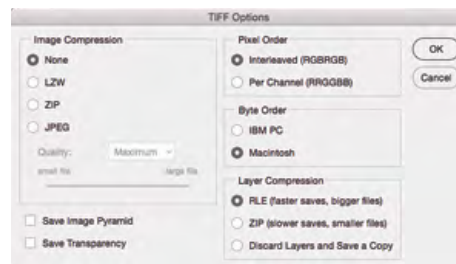 TIFF Options
Image Compression
None
LZW
ZIP
JPEG
Quality: Maximum
small file large file
Save Image Pyramid
Save Transparency
Pixel Order
Interleaved (RGBRGB)
Per Channel (RRGGBB)
Byte Order
IBM PC
Macintosh
Layer Compression
RLE (faster saves, bigger files)
ZIP (slower saves, smaller files)
Discard Layers and Save a Copy
OK
Cancel